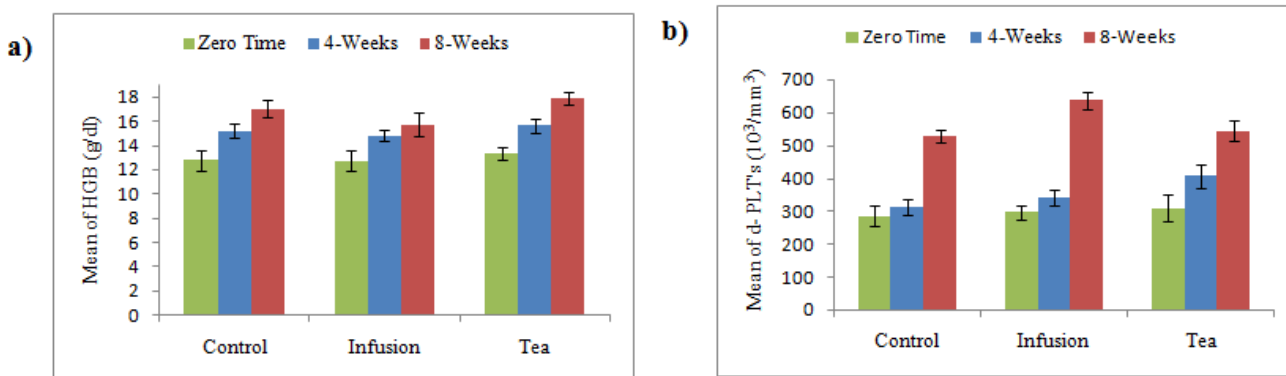 a)
Zero Time 4-Weeks 8-Weeks
Mean of HGB (g/dl)
18
16
14
12
10
8
6
4
2
0
Control Infusion Tea
b)
Zero Time 4-Weeks 8-Weeks
Mean of d- PLT's (10³/mm³)
700
600
500
400
300
200
100
0
Control Infusion Tea